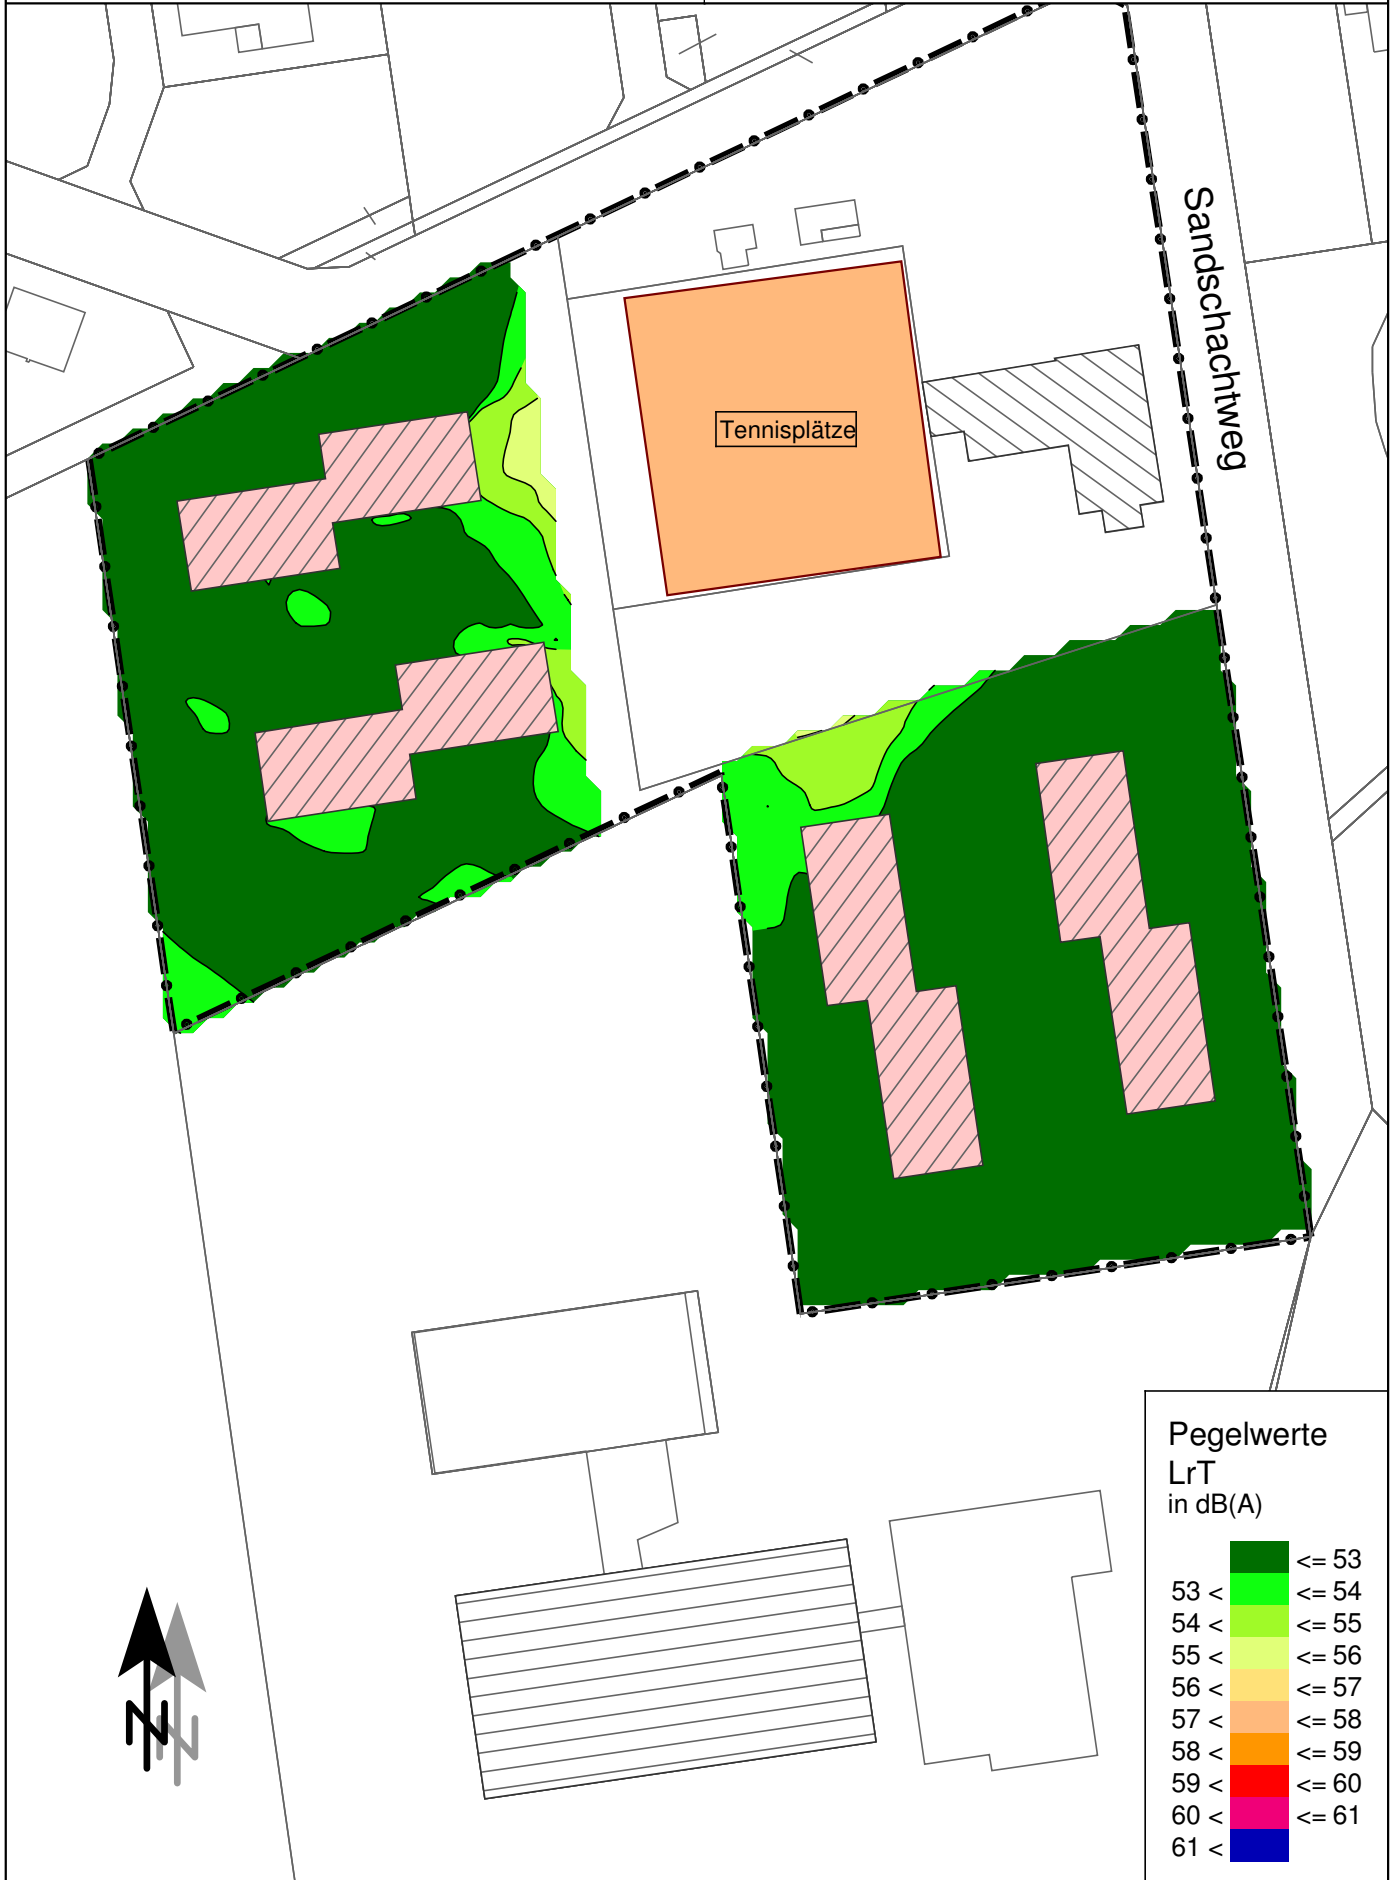 Sandschachtweg
Tennisplätze
Pegelwerte
LrT
in dB(A)
<= 53
53 < <= 54
54 < <= 55
55 < <= 56
56 < <= 57
57 < <= 58
58 < <= 59
59 < <= 60
60 < <= 61
61 <
N